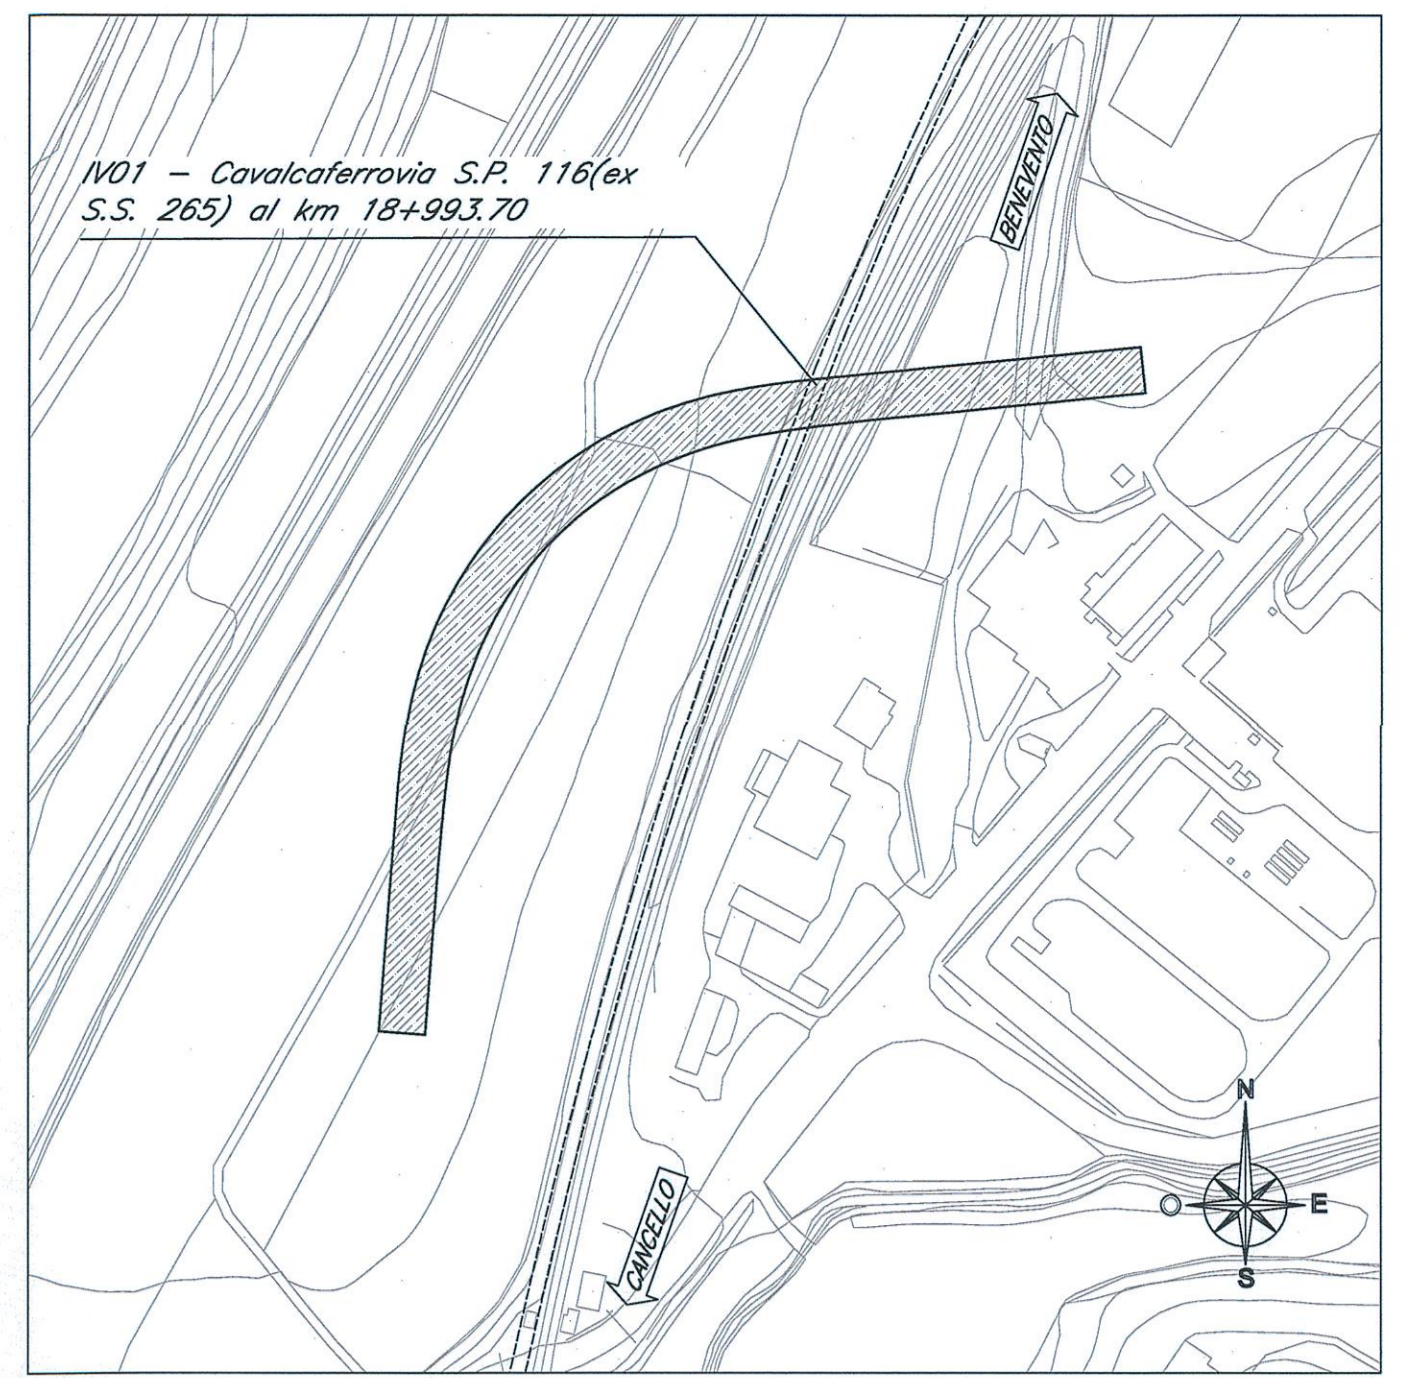 IV01 – Cavalcaferrovia S.P. 116(ex
S.S. 265) al km 18+993.70
BENEVENTO
CANCELLO
N
O E
S